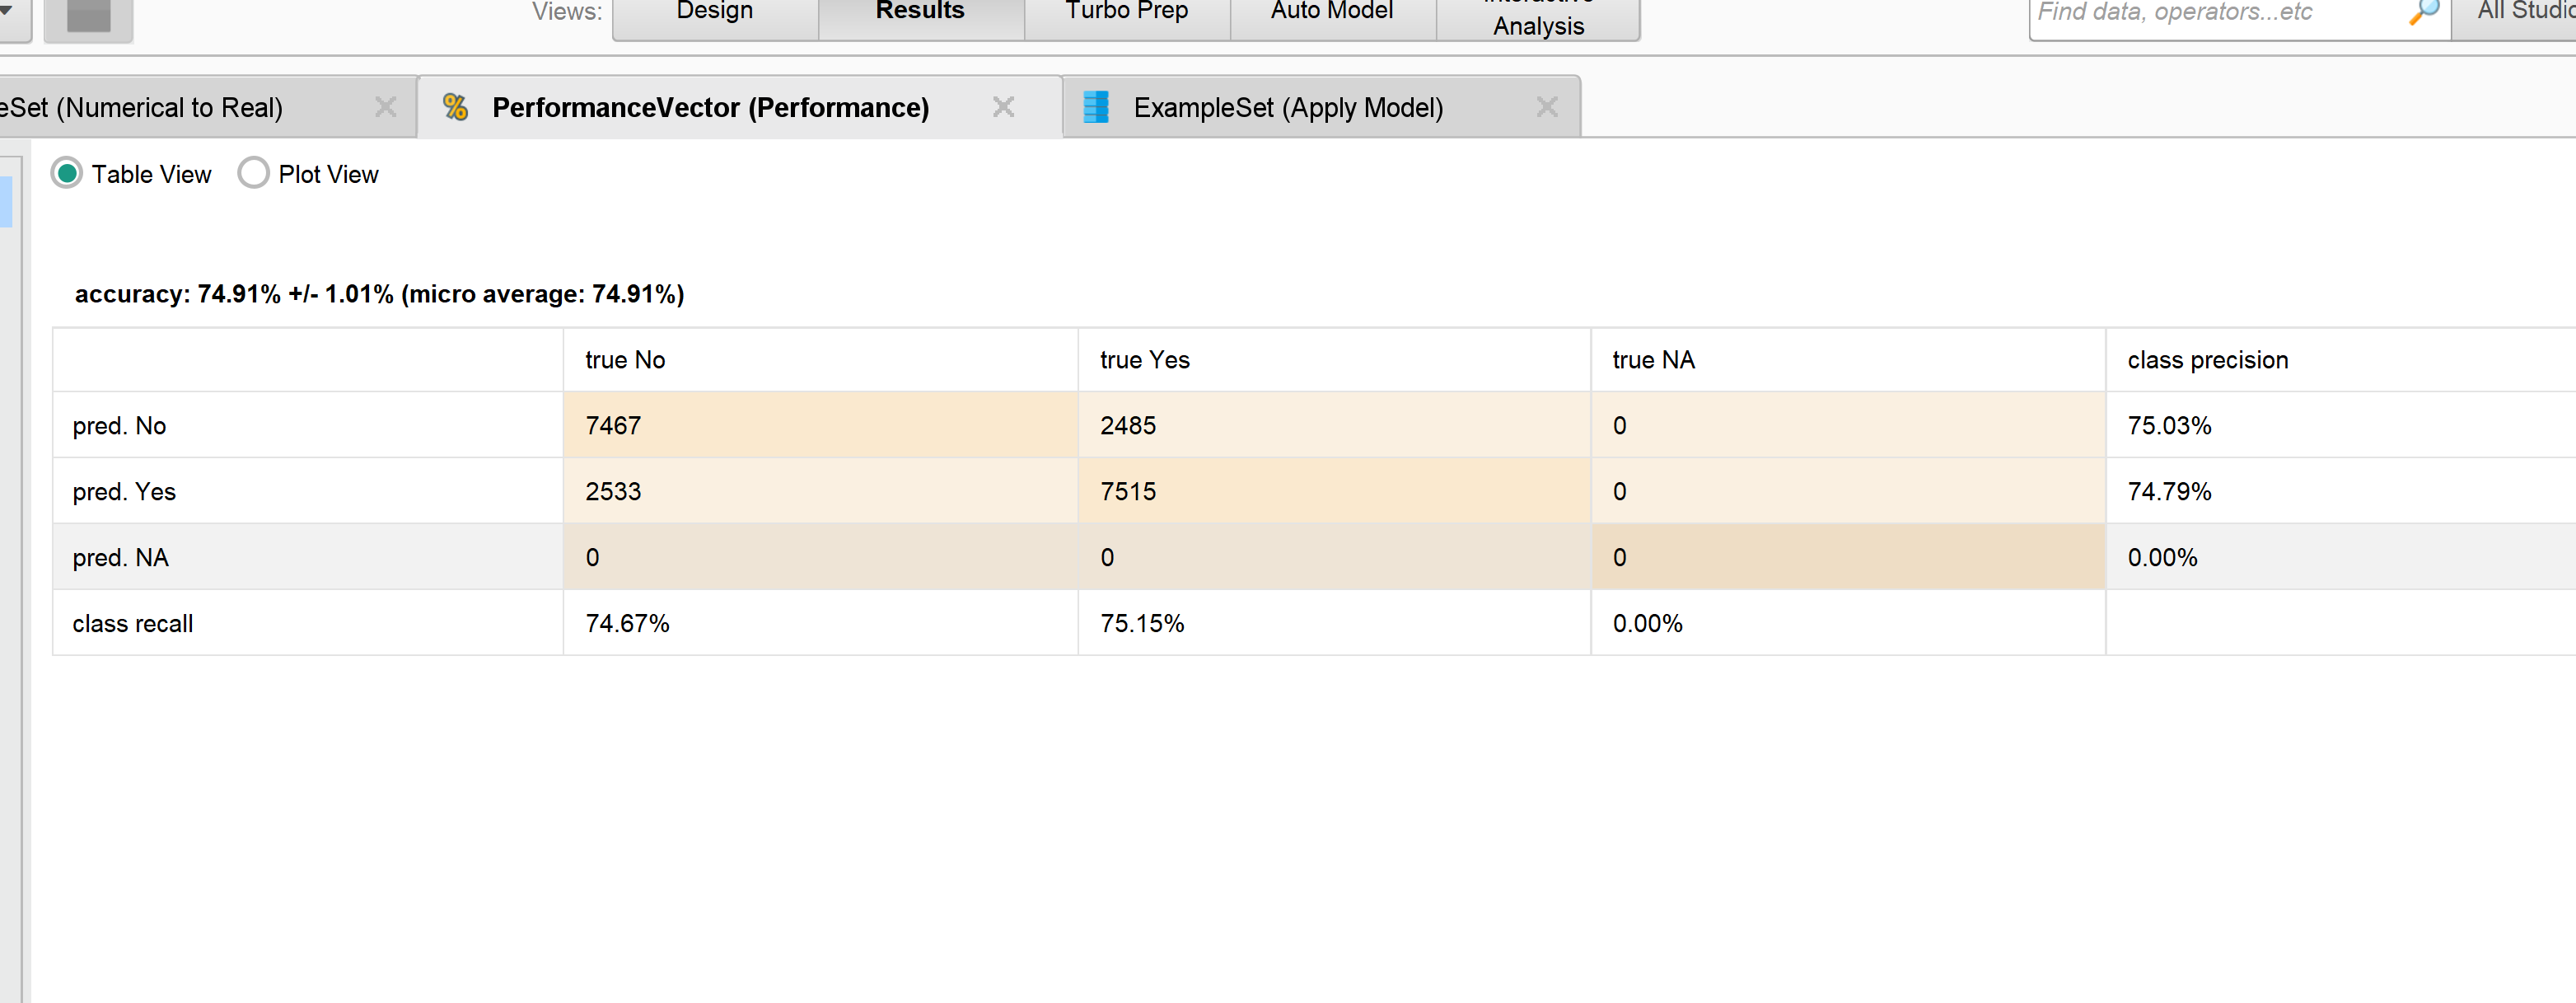 Views: Design Results Turbo Prep Auto Model Interactive Analysis Find data, operators...etc All Studio
eSet (Numerical to Real) PerformanceVector (Performance) ExampleSet (Apply Model)
Table View Plot View
accuracy: 74.91% +/- 1.01% (micro average: 74.91%)
true No true Yes true NA class precision
pred. No 7467 2485 0 75.03%
pred. Yes 2533 7515 0 74.79%
pred. NA 0 0 0 0.00%
class recall 74.67% 75.15% 0.00%